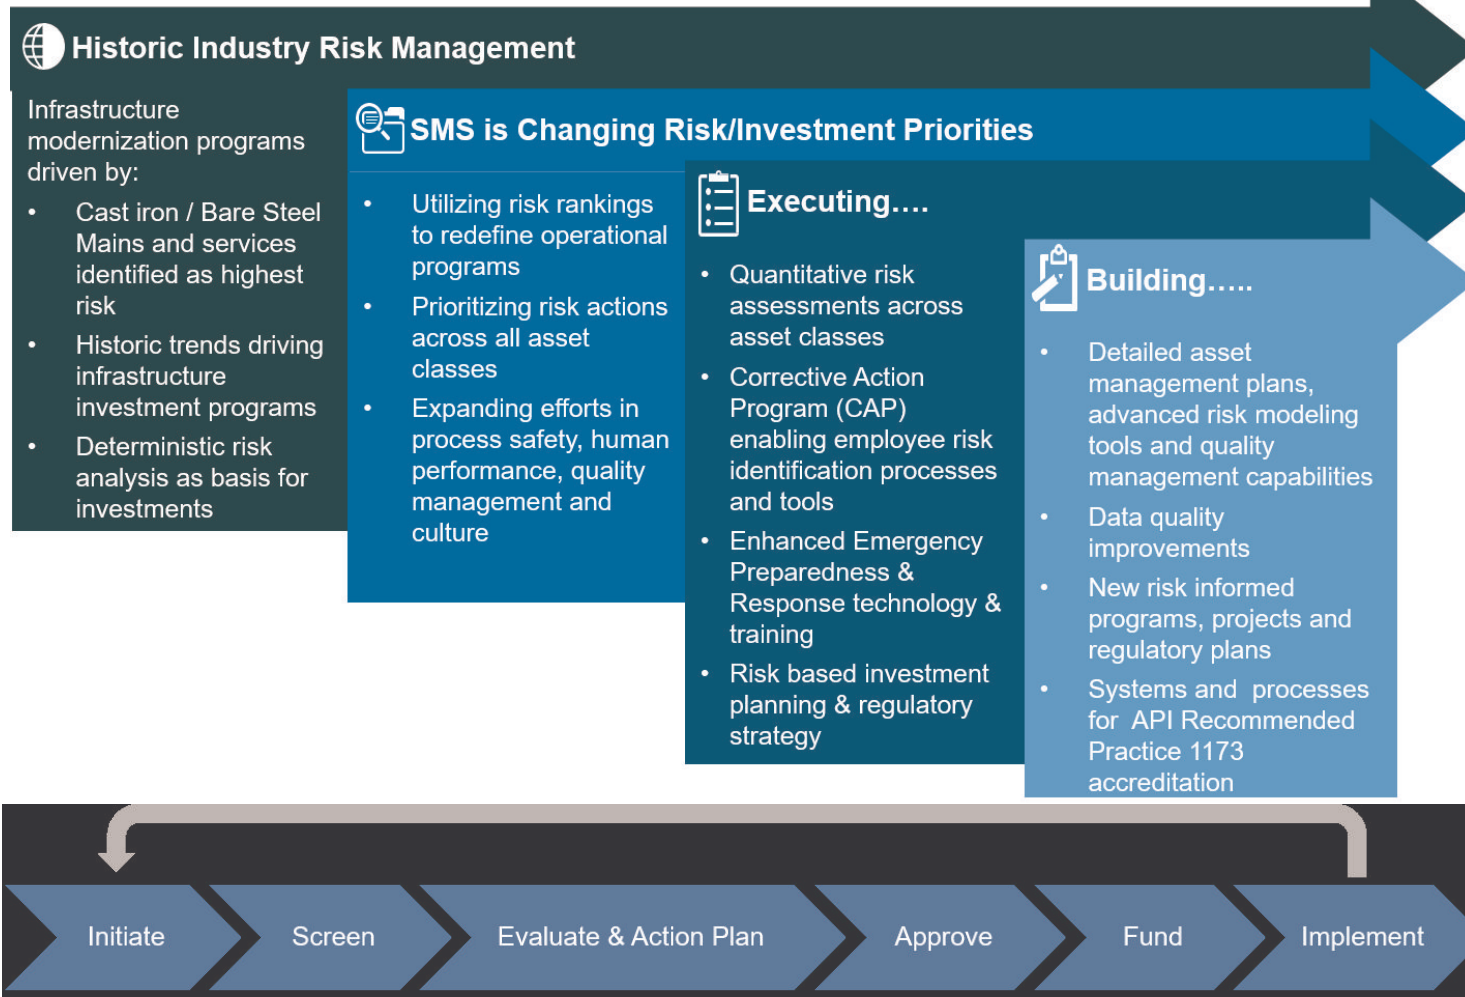 Historic Industry Risk Management
Infrastructure
modernization programs
driven by:
• Cast iron / Bare Steel
Mains and services
identified as highest
risk
• Historic trends driving
infrastructure
investment programs
• Deterministic risk
analysis as basis for
investments
SMS is Changing Risk/Investment Priorities
• Utilizing risk rankings
to redefine operational
programs
• Prioritizing risk actions
across all asset
classes
• Expanding efforts in
process safety, human
performance, quality
management and
culture
Executing....
• Quantitative risk
assessments across
asset classes
• Corrective Action
Program (CAP)
enabling employee risk
identification processes
and tools
• Enhanced Emergency
Preparedness &
Response technology &
training
• Risk based investment
planning & regulatory
strategy
Building.....
• Detailed asset
management plans,
advanced risk modeling
tools and quality
management capabilities
• Data quality
improvements
• New risk informed
programs, projects and
regulatory plans
• Systems and processes
for API Recommended
Practice 1173
accreditation
Initiate
Screen
Evaluate & Action Plan
Approve
Fund
Implement